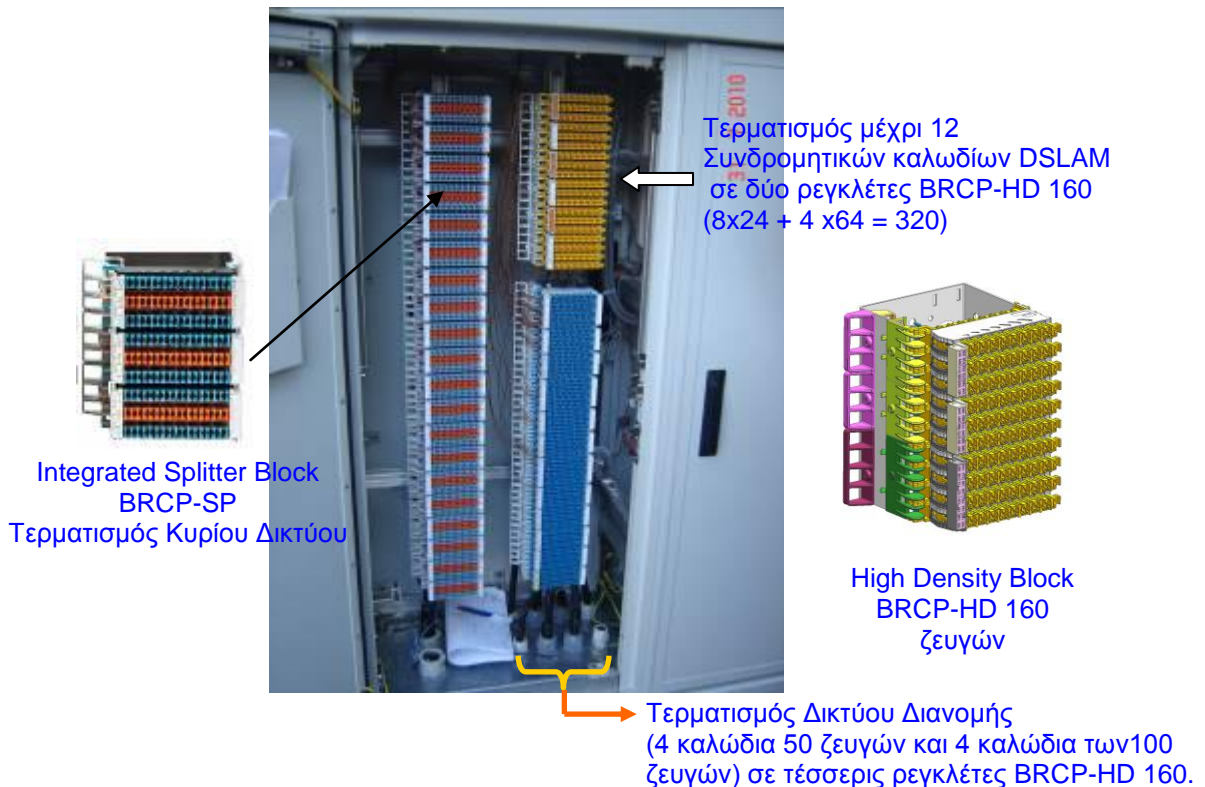 Τερματισμός μέχρι 12
Συνδρομητικών καλωδίων DSLAM
σε δύο ρεγκλέτες BRCP-HD 160
(8x24 + 4 x64 = 320)
Integrated Splitter Block
BRCP-SP
Τερματισμός Κυρίου Δικτύου
High Density Block
BRCP-HD 160
ζευγών
Τερματισμός Δικτύου Διανομής
(4 καλώδια 50 ζευγών και 4 καλώδια των100
ζευγών) σε τέσσερις ρεγκλέτες BRCP-HD 160.